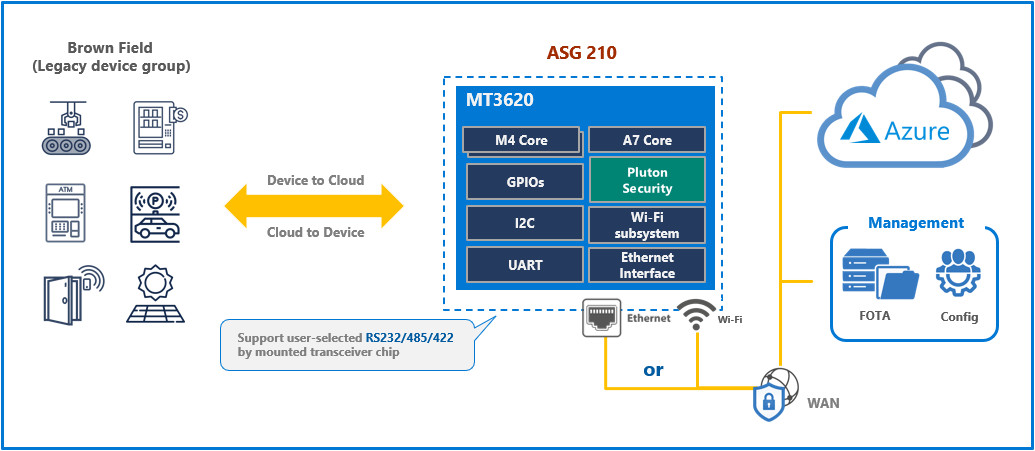 Brown Field
(Legacy device group)
ATM
P
$
Device to Cloud
Cloud to Device
ASG 210
MT3620
M4 Core
A7 Core
GPIOs
Pluton
Security
I2C
Wi-Fi
subsystem
UART
Ethernet
Interface
Ethernet
Wi-Fi
Support user-selected RS232/485/422
by mounted transceiver chip
or
WAN
Azure
Management
FOTA
Config